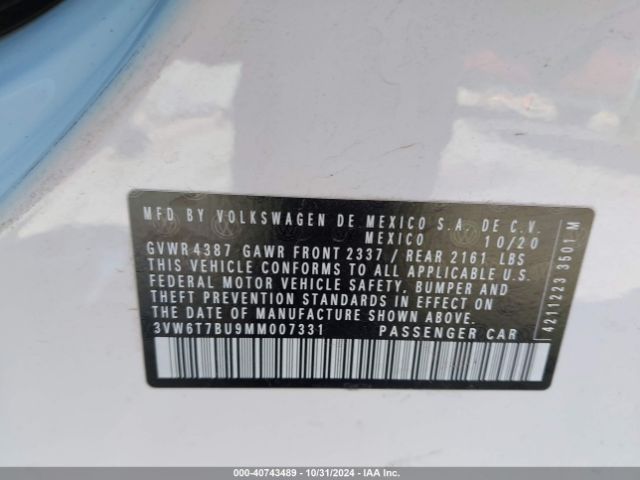 MFD BY VOLKSWAGEN DE MEXICO S.A. DE C.V.
MEXICO 10/20
GVWR 4387 GAWR FRONT 2337 / REAR 2161 LBS
THIS VEHICLE CONFORMS TO ALL APPLICABLE U.S.
FEDERAL MOTOR VEHICLE SAFETY, BUMPER AND
THEFT PREVENTION STANDARDS IN EFFECT ON
THE DATE OF MANUFACTURE SHOWN ABOVE.
3VW6T7BU9MM007331 PASSENGER CAR
4211223 3501 M
000-40743489 - 10/31/2024 - IAA Inc.